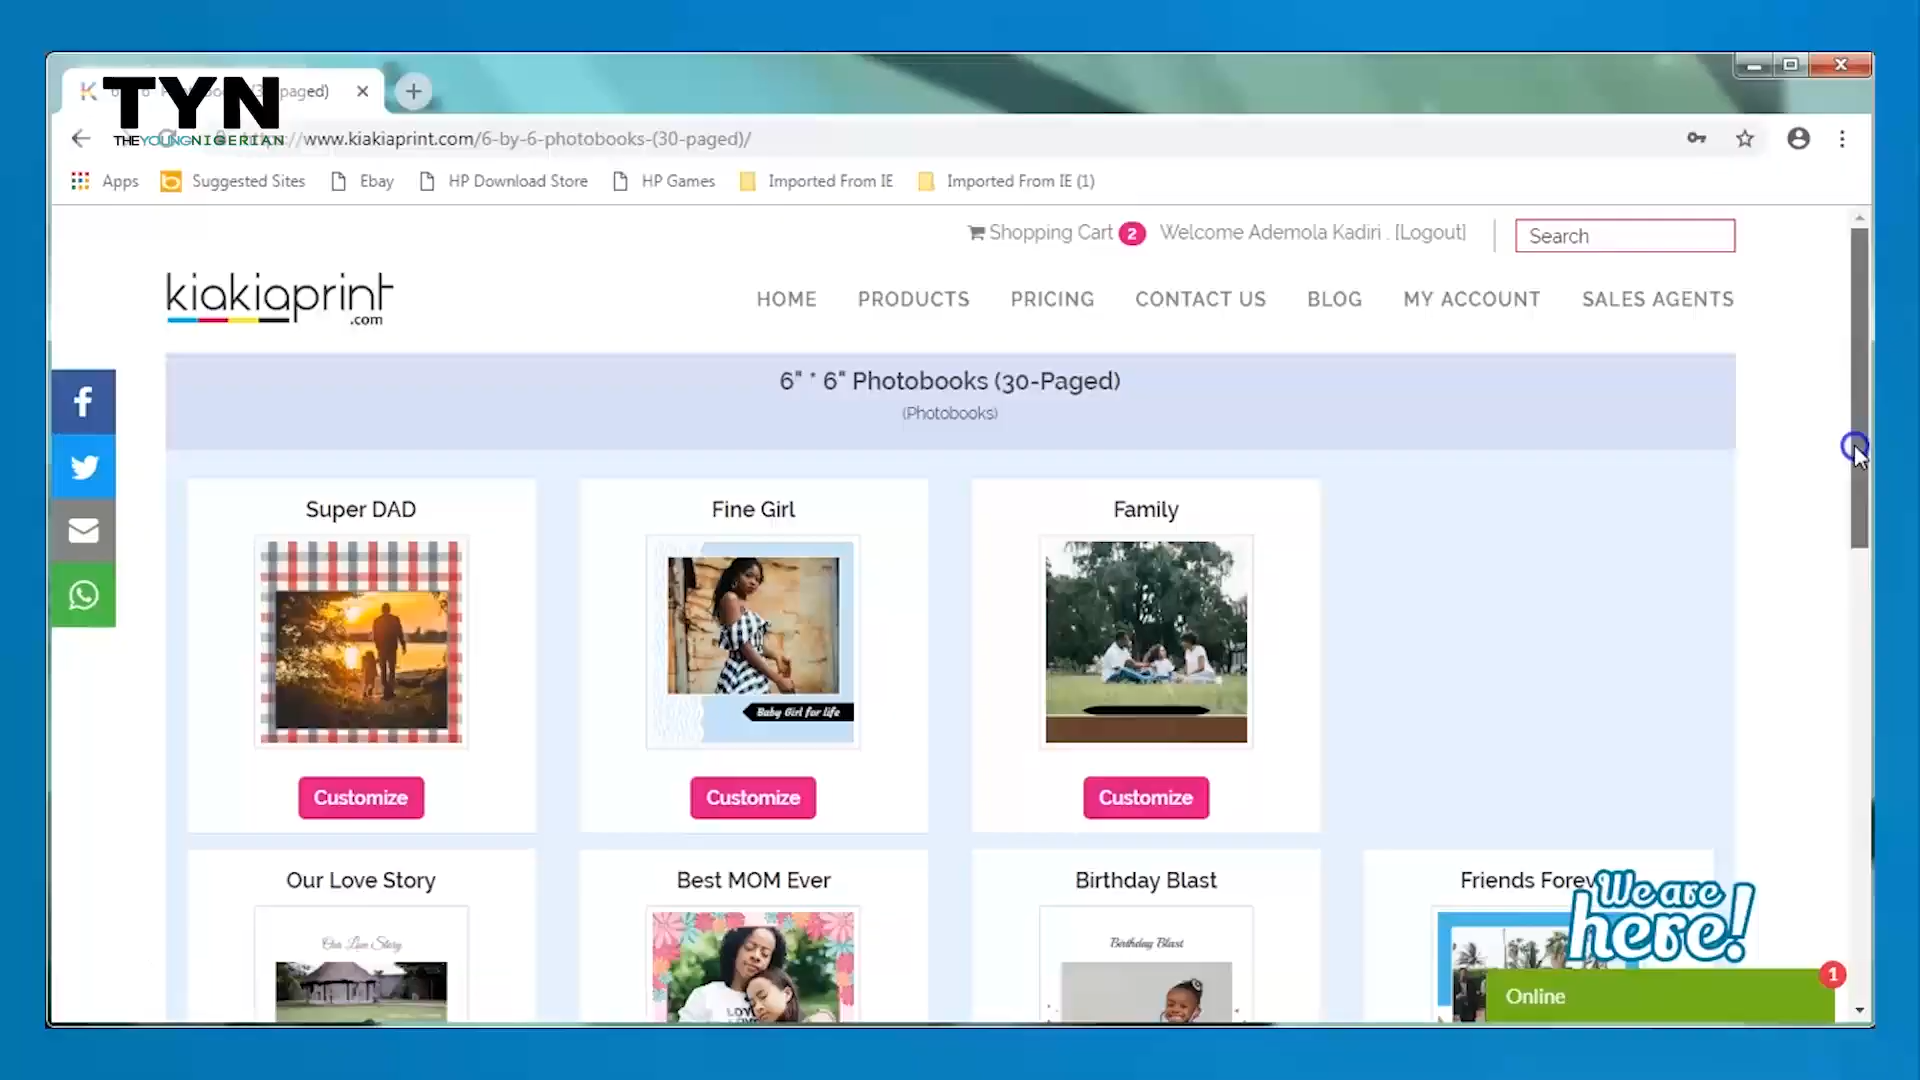 TYN
THEYOUNGNIGERIAN
paged)
www.kiakiaprint.com/6-by-6-photobooks-(30-paged)/
Apps
Suggested Sites
Ebay
HP Download Store
HP Games
Imported From IE
Imported From IE (1)
Shopping Cart 2
Welcome Ademola Kadiri . [Logout]
Search
kiakiaprint
.com
HOME
PRODUCTS
PRICING
CONTACT US
BLOG
MY ACCOUNT
SALES AGENTS
6" * 6" Photobooks (30-Paged)
(Photobooks)
Super DAD
Fine Girl
Family
Baby Girl for life
Customize
Customize
Customize
Our Love Story
Best MOM Ever
Birthday Blast
Friends Forev
Our Love Story
Birthday Blast
We are
here!
LOVE
Online
1